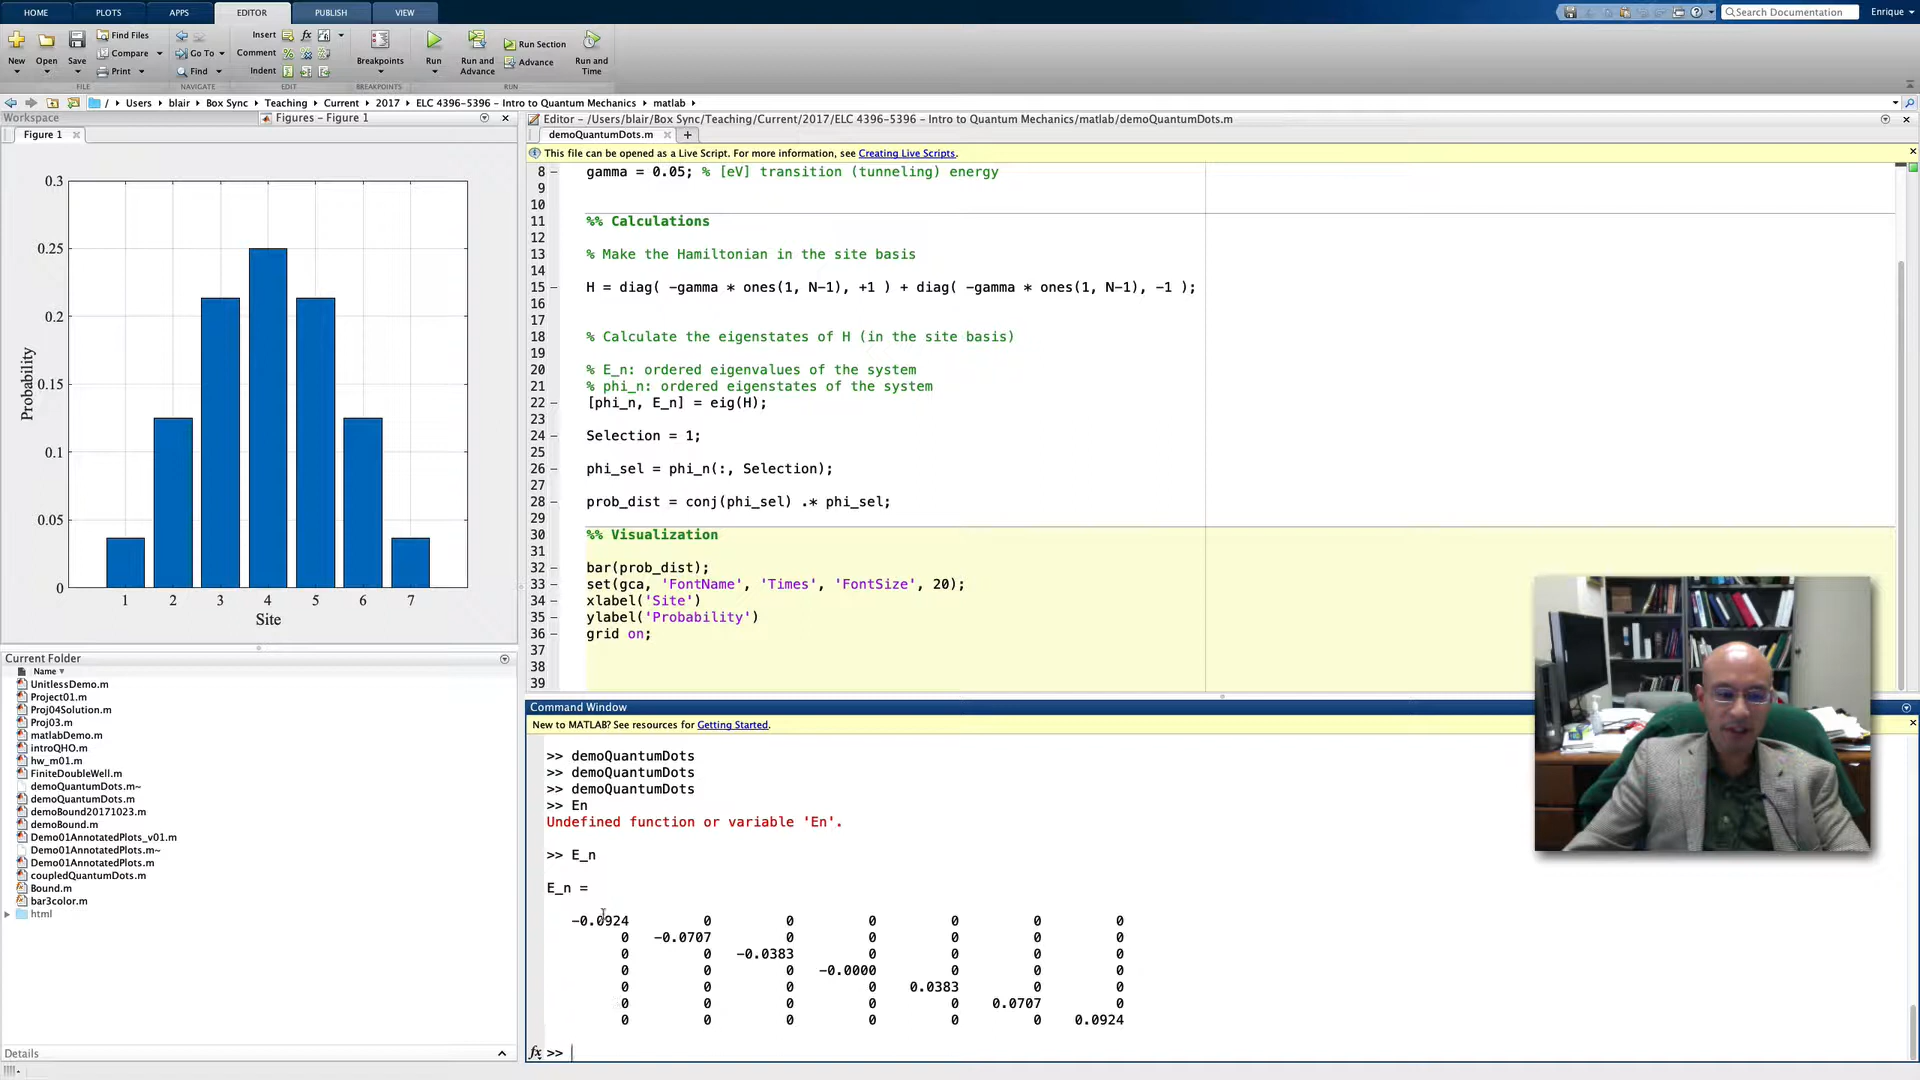 HOME PLOTS APPS EDITOR PUBLISH VIEW
Search Documentation
Enrique
New Open Save
Find Files
Compare
Print
FILE
Go To
Find
NAVIGATE
Insert fx
Comment
Indent
EDIT
Breakpoints
BREAKPOINTS
Run
Run and Advance
Run Section
Advance
Run and Time
RUN
/ Users blair Box Sync Teaching Current 2017 ELC 4396-5396 - Intro to Quantum Mechanics matlab
Workspace
Figures - Figure 1
Figure 1
0.3
0.25
0.2
0.15
0.1
0.05
0
Probability
1 2 3 4 5 6 7
Site
Current Folder
Name
UnitlessDemo.m
Project01.m
Proj04Solution.m
Proj03.m
matlabDemo.m
introQHO.m
hw_m01.m
FiniteDoubleWell.m
demoQuantumDots.m~
demoQuantumDots.m
demoBound20171023.m
demoBound.m
Demo01AnnotatedPlots_v01.m
Demo01AnnotatedPlots.m~
Demo01AnnotatedPlots.m
coupledQuantumDots.m
Bound.m
bar3color.m
html
Details
Editor - /Users/blair/Box Sync/Teaching/Current/2017/ELC 4396-5396 - Intro to Quantum Mechanics/matlab/demoQuantumDots.m
demoQuantumDots.m
This file can be opened as a Live Script. For more information, see Creating Live Scripts.
8 - gamma = 0.05; % [eV] transition (tunneling) energy
9
10
11 %% Calculations
12
13 % Make the Hamiltonian in the site basis
14
15 - H = diag( -gamma * ones(1, N-1), +1 ) + diag( -gamma * ones(1, N-1), -1 );
16
17
18 % Calculate the eigenstates of H (in the site basis)
19
20 % E_n: ordered eigenvalues of the system
21 % phi_n: ordered eigenstates of the system
22 - [phi_n, E_n] = eig(H);
23
24 - Selection = 1;
25
26 - phi_sel = phi_n(:, Selection);
27
28 - prob_dist = conj(phi_sel) .* phi_sel;
29
30 %% Visualization
31
32 - bar(prob_dist);
33 - set(gca, 'FontName', 'Times', 'FontSize', 20);
34 - xlabel('Site')
35 - ylabel('Probability')
36 - grid on;
37
38
39
Command Window
New to MATLAB? See resources for Getting Started.
>> demoQuantumDots
>> demoQuantumDots
>> demoQuantumDots
>> En
Undefined function or variable 'En'.
>> E_n
E_n =
-0.0924 0 0 0 0 0 0
0 -0.0707 0 0 0 0 0
0 0 -0.0383 0 0 0 0
0 0 0 -0.0000 0 0 0
0 0 0 0 0.0383 0 0
0 0 0 0 0 0.0707 0
0 0 0 0 0 0 0.0924
fx >>